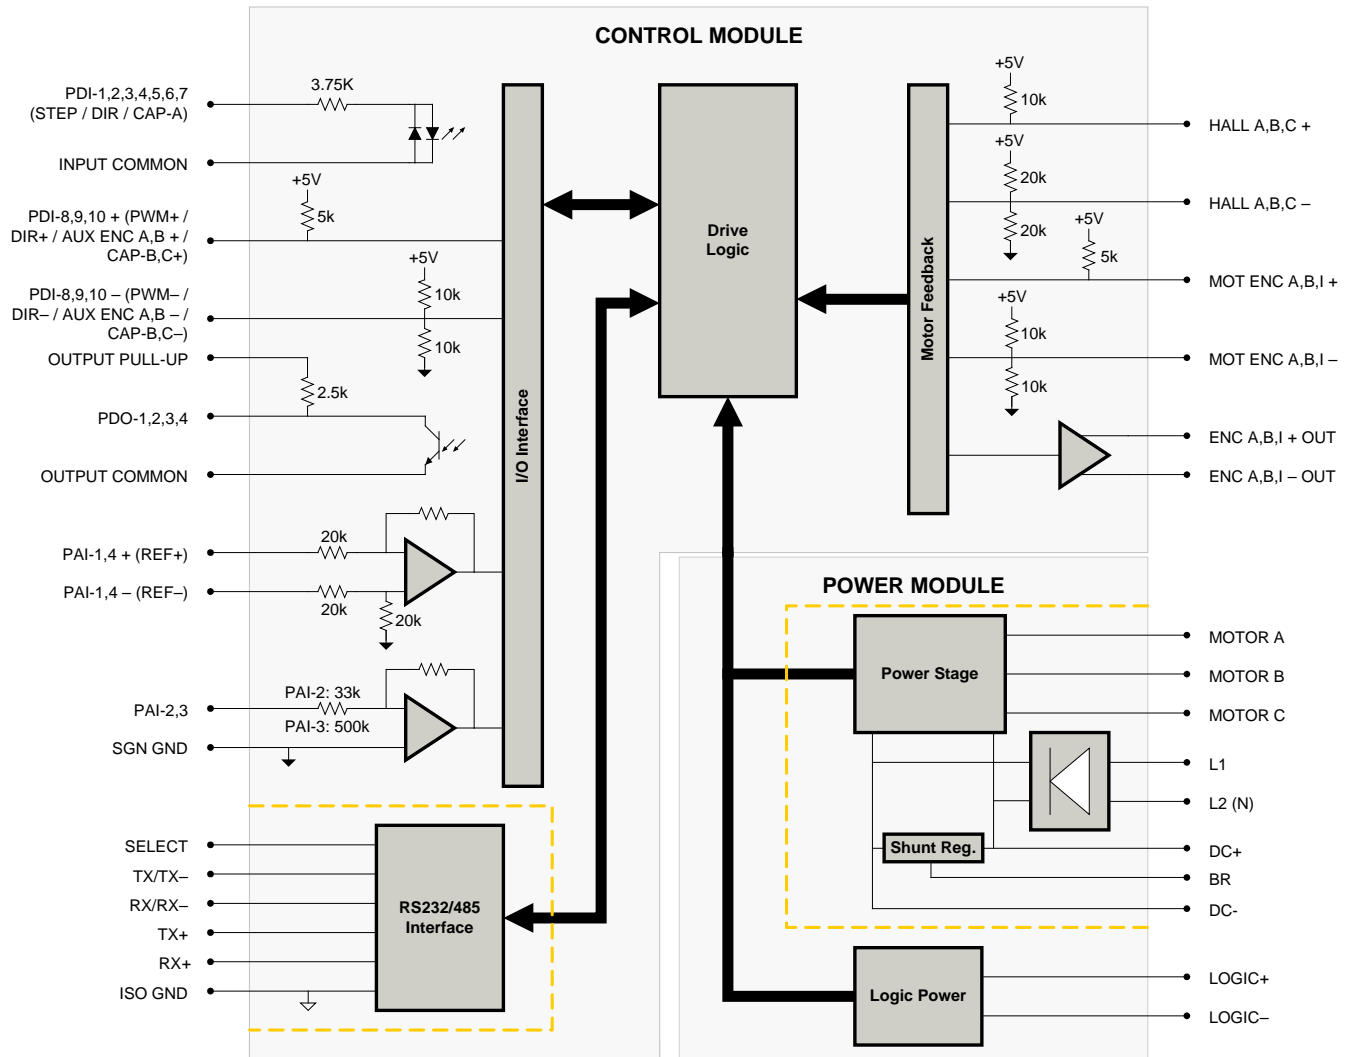 CONTROL MODULE
PDI-1,2,3,4,5,6,7
(STEP / DIR / CAP-A)
3.75K
INPUT COMMON
+5V
5k
PDI-8,9,10 + (PWM+ /
DIR+ / AUX ENC A,B + /
CAP-B,C+)
+5V
10k
10k
PDI-8,9,10 – (PWM– /
DIR– / AUX ENC A,B – /
CAP-B,C–)
OUTPUT PULL-UP
2.5k
PDO-1,2,3,4
OUTPUT COMMON
PAI-1,4 + (REF+)
20k
PAI-1,4 – (REF–)
20k
20k
PAI-2: 33k
PAI-2,3
PAI-3: 500k
SGN GND
I/O Interface
Drive
Logic
Motor Feedback
+5V
10k
HALL A,B,C +
+5V
20k
HALL A,B,C –
20k
+5V
5k
MOT ENC A,B,I +
+5V
10k
MOT ENC A,B,I –
10k
ENC A,B,I + OUT
ENC A,B,I – OUT
SELECT
TX/TX–
RX/RX–
TX+
RX+
ISO GND
RS232/485
Interface
POWER MODULE
Power Stage
MOTOR A
MOTOR B
MOTOR C
L1
L2 (N)
Shunt Reg.
DC+
BR
DC-
Logic Power
LOGIC+
LOGIC–